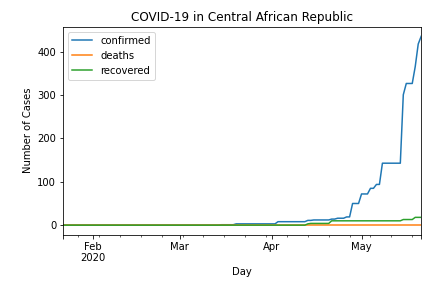 COVID-19 in Central African Republic
confirmed
deaths
recovered
Number of Cases
400
300
200
100
0
Feb
2020
Mar
Apr
May
Day